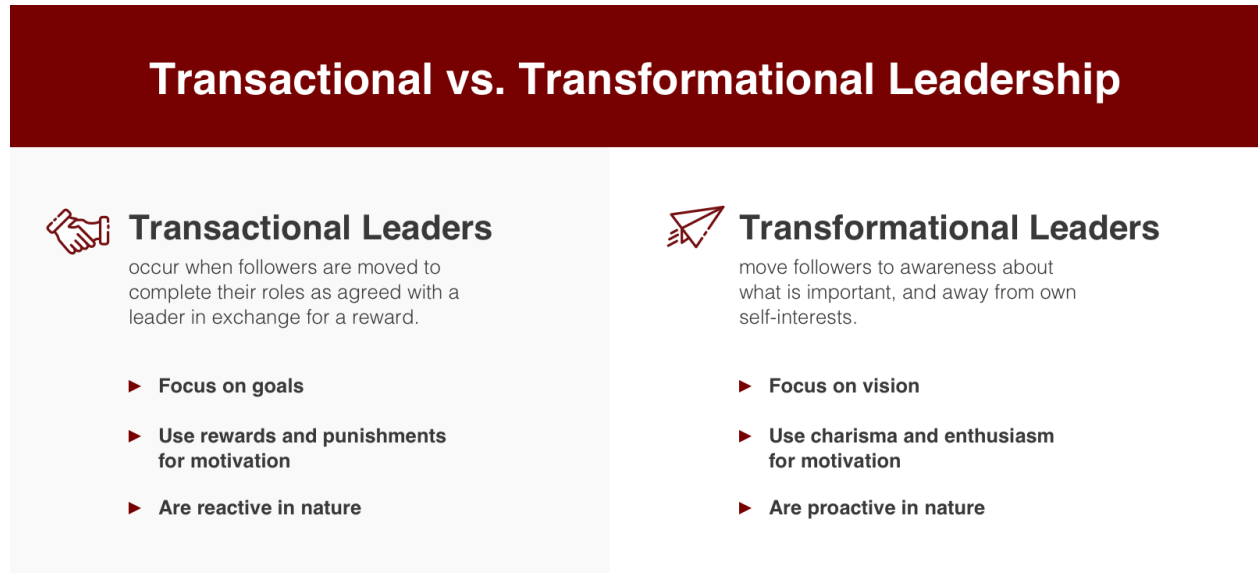 Transactional vs. Transformational Leadership
Transactional Leaders
occur when followers are moved to
complete their roles as agreed with a
leader in exchange for a reward.
Focus on goals
Use rewards and punishments
for motivation
Are reactive in nature
Transformational Leaders
move followers to awareness about
what is important, and away from own
self-interests.
Focus on vision
Use charisma and enthusiasm
for motivation
Are proactive in nature